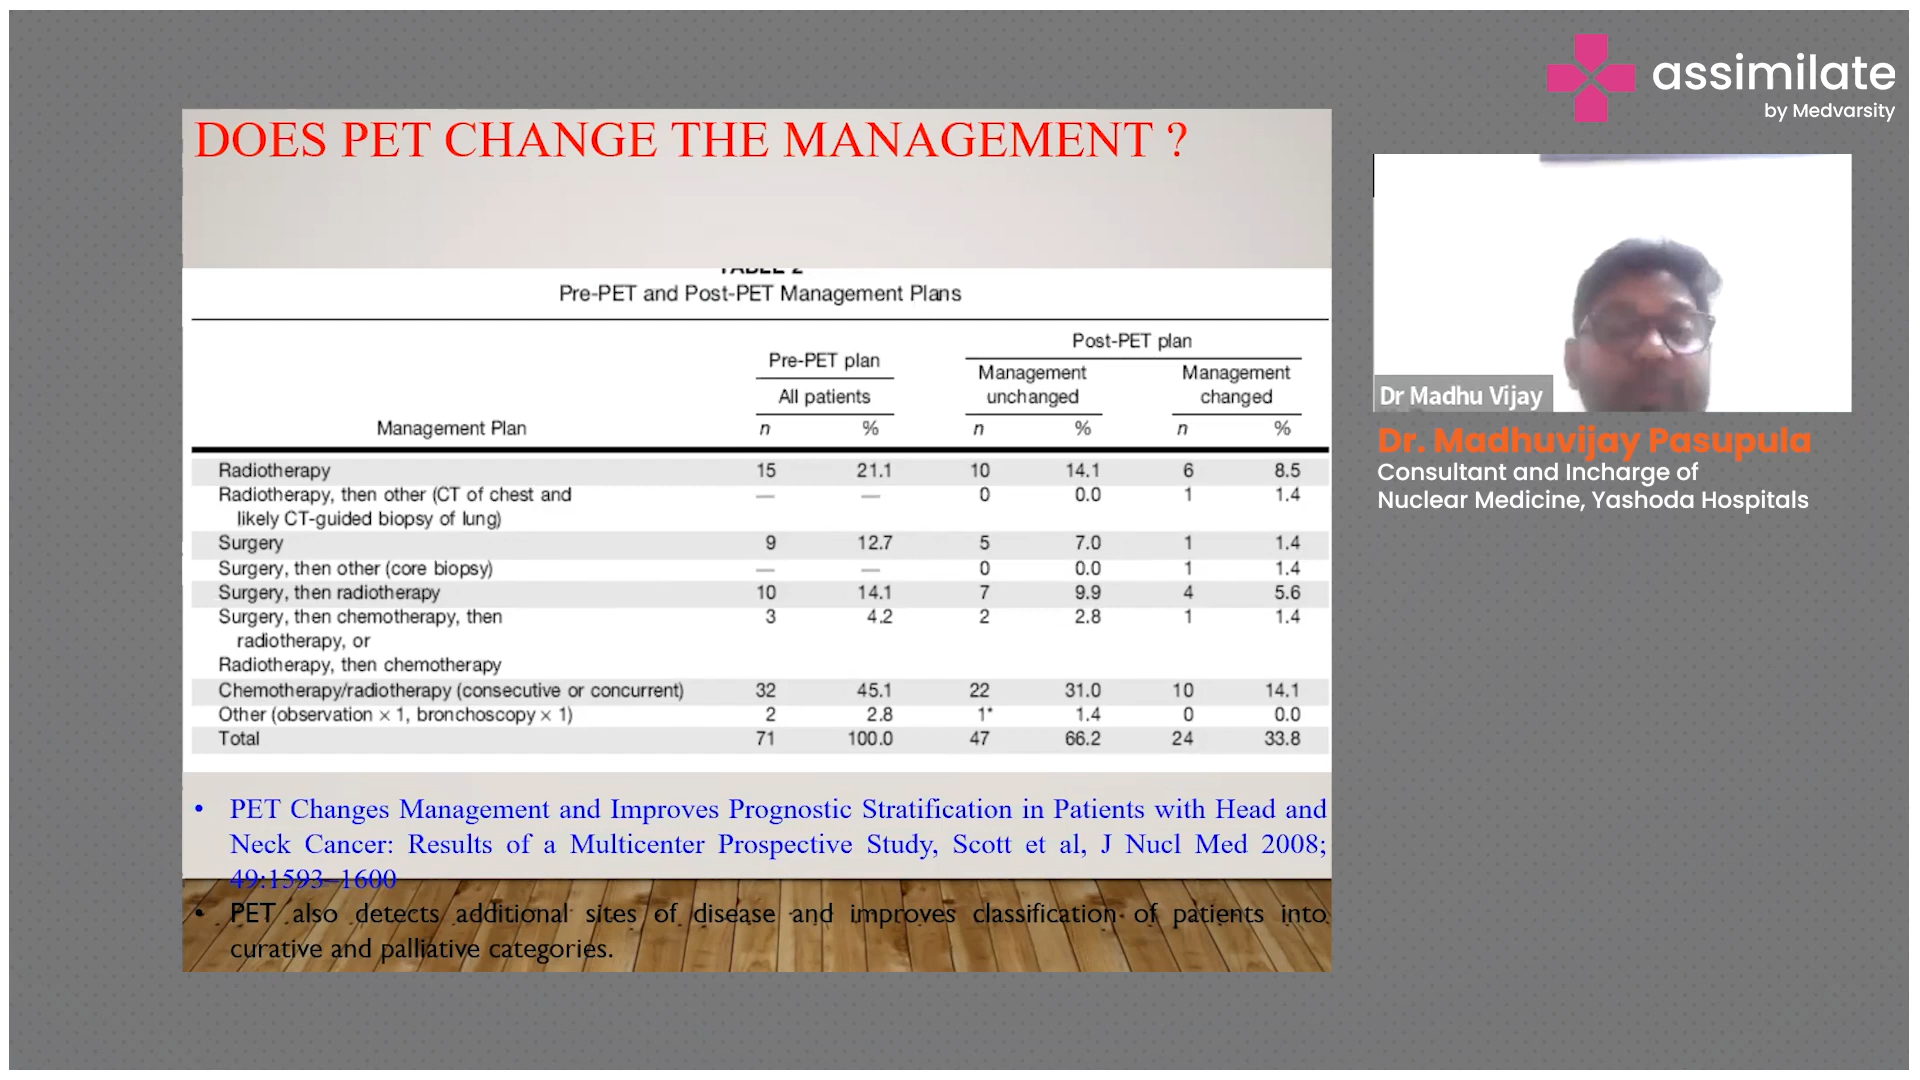 assimilate
by Medvarsity
DOES PET CHANGE THE MANAGEMENT ?
TABLE 2
Pre-PET and Post-PET Management Plans
Post-PET plan
Pre-PET plan
Management unchanged
Management changed
All patients
Management Plan n % n % n %
Radiotherapy 15 21.1 10 14.1 6 8.5
Radiotherapy, then other (CT of chest and — — 0 0.0 1 1.4
likely CT-guided biopsy of lung)
Surgery 9 12.7 5 7.0 1 1.4
Surgery, then other (core biopsy) — — 0 0.0 1 1.4
Surgery, then radiotherapy 10 14.1 7 9.9 4 5.6
Surgery, then chemotherapy, then 3 4.2 2 2.8 1 1.4
radiotherapy, or
Radiotherapy, then chemotherapy
Chemotherapy/radiotherapy (consecutive or concurrent) 32 45.1 22 31.0 10 14.1
Other (observation × 1, bronchoscopy × 1) 2 2.8 1* 1.4 0 0.0
Total 71 100.0 47 66.2 24 33.8
• PET Changes Management and Improves Prognostic Stratification in Patients with Head and
Neck Cancer: Results of a Multicenter Prospective Study, Scott et al, J Nucl Med 2008;
49:1593–1600
• PET also detects additional sites of disease and improves classification of patients into
curative and palliative categories.
Dr Madhu Vijay
Dr. Madhuvijay Pasupula
Consultant and Incharge of
Nuclear Medicine, Yashoda Hospitals